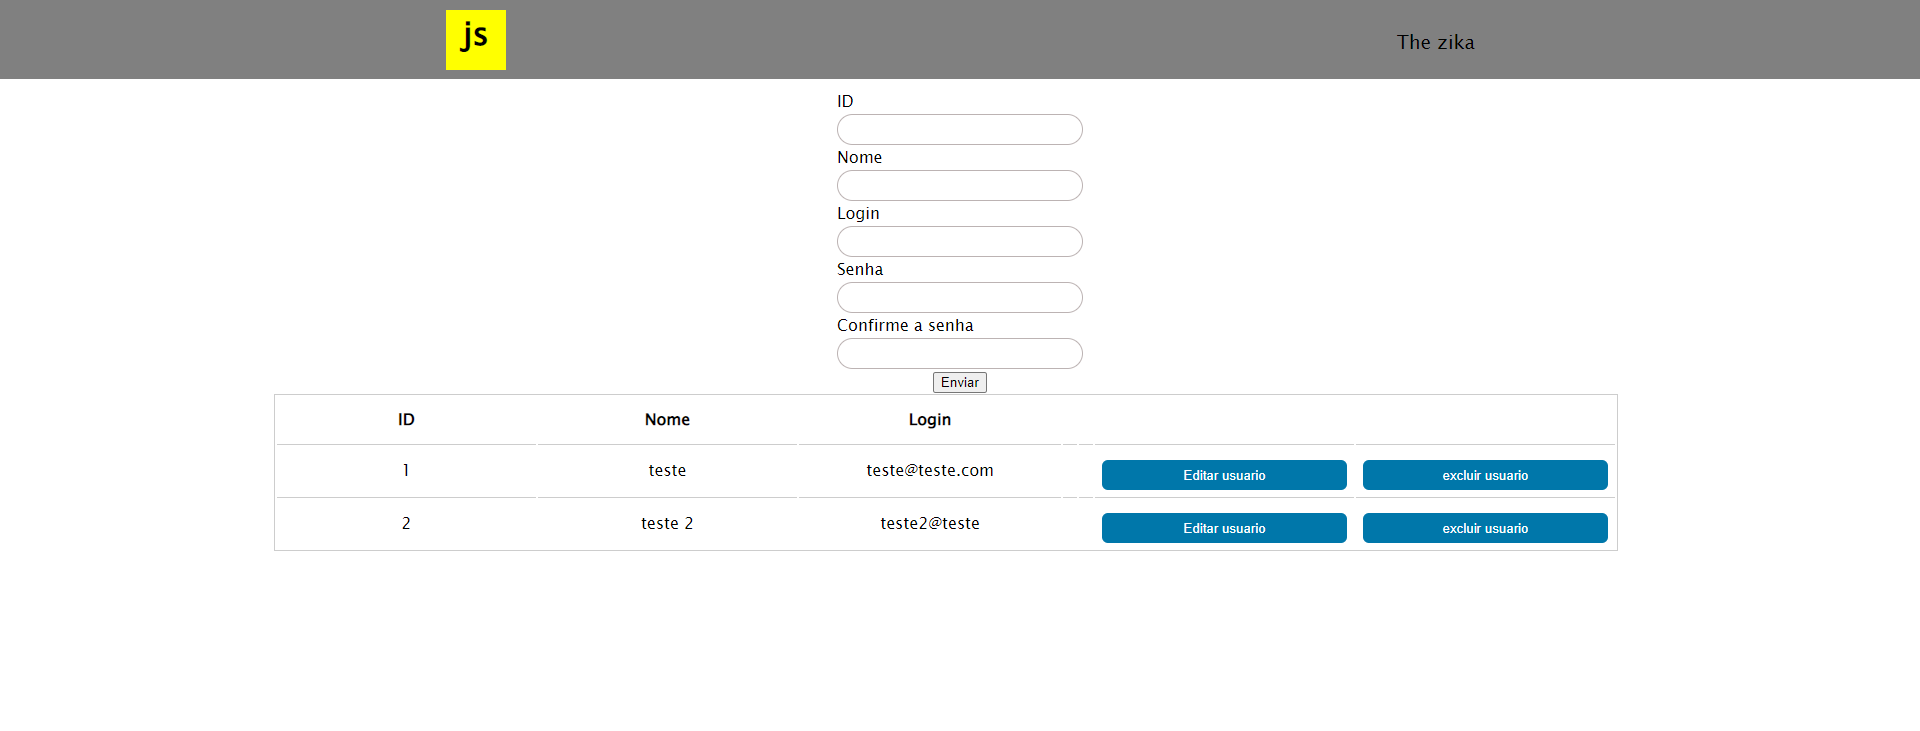 js
The zika
ID
Nome
Login
Senha
Confirme a senha
Enviar
ID Nome Login
1 teste teste@teste.com Editar usuario excluir usuario
2 teste 2 teste2@teste Editar usuario excluir usuario